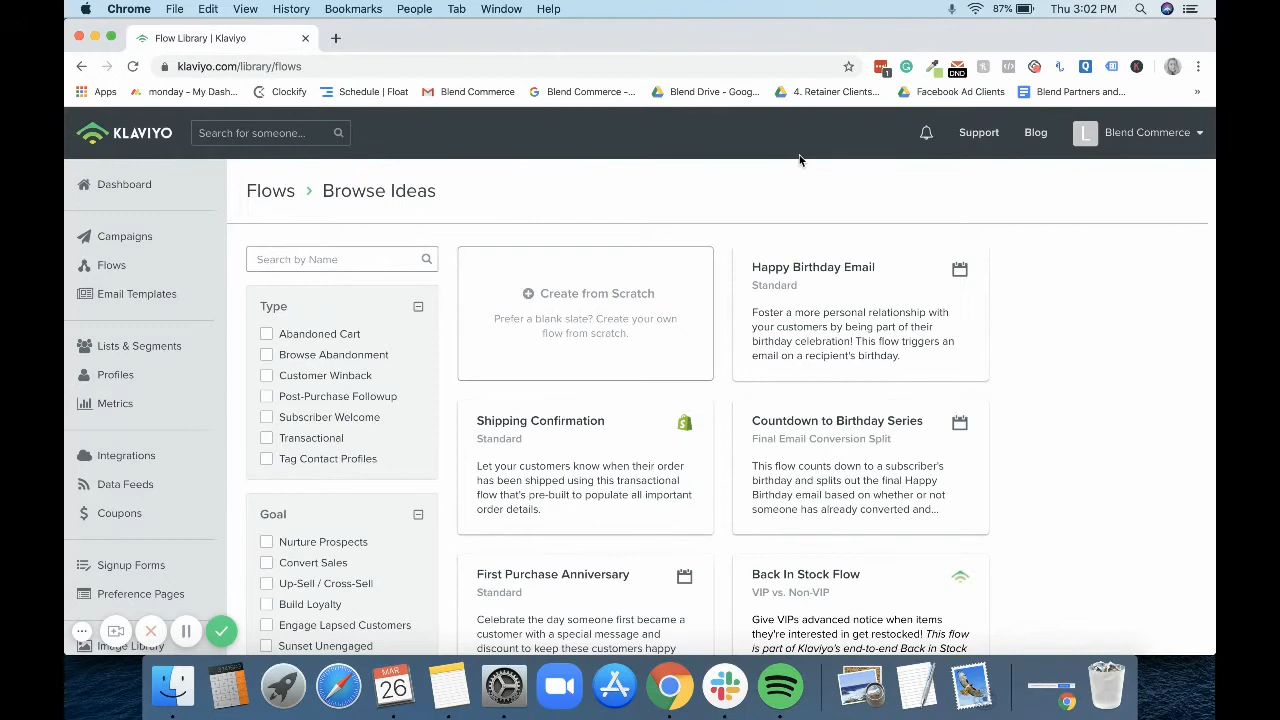 Chrome File Edit View History Bookmarks People Tab Window Help 87% Thu 3:02 PM
Flow Library | Klaviyo
klaviyo.com/library/flows
1
DND
Apps monday - My Dash... Clockify Schedule | Float Blend Commerce... Blend Commerce -... Blend Drive - Goog... 4. Retainer Clients... Facebook Ad Clients Blend Partners and... »
KLAVIYO Search for someone... Support Blog L Blend Commerce
Dashboard
Campaigns
Flows
Email Templates
Lists & Segments
Profiles
Metrics
Integrations
Data Feeds
Coupons
Signup Forms
Preference Pages
Image Library
Flows > Browse Ideas
Search by Name
Type
Abandoned Cart
Browse Abandonment
Customer Winback
Post-Purchase Followup
Subscriber Welcome
Transactional
Tag Contact Profiles
Goal
Nurture Prospects
Convert Sales
Up-Sell / Cross-Sell
Build Loyalty
Engage Lapsed Customers
Sunset Unengaged
Create from Scratch
Prefer a blank slate? Create your own
flow from scratch.
Happy Birthday Email
Standard
Foster a more personal relationship with
your customers by being part of their
birthday celebration! This flow triggers an
email on a recipient's birthday.
Shipping Confirmation
Standard
Let your customers know when their order
has been shipped using this transactional
flow that's pre-built to populate all important
order details.
Countdown to Birthday Series
Final Email Conversion Split
This flow counts down to a subscriber's
birthday and splits out the final Happy
Birthday email based on whether or not
someone has already converted and...
First Purchase Anniversary
Standard
Celebrate the day someone first became a
customer with a special message and
discount to keep these customers happy
Back In Stock Flow
VIP vs. Non-VIP
Give VIPs advanced notice when items
they're interested in get restocked! This flow
is part of Klaviyo's end-to-end Back in Stock
MAR
26